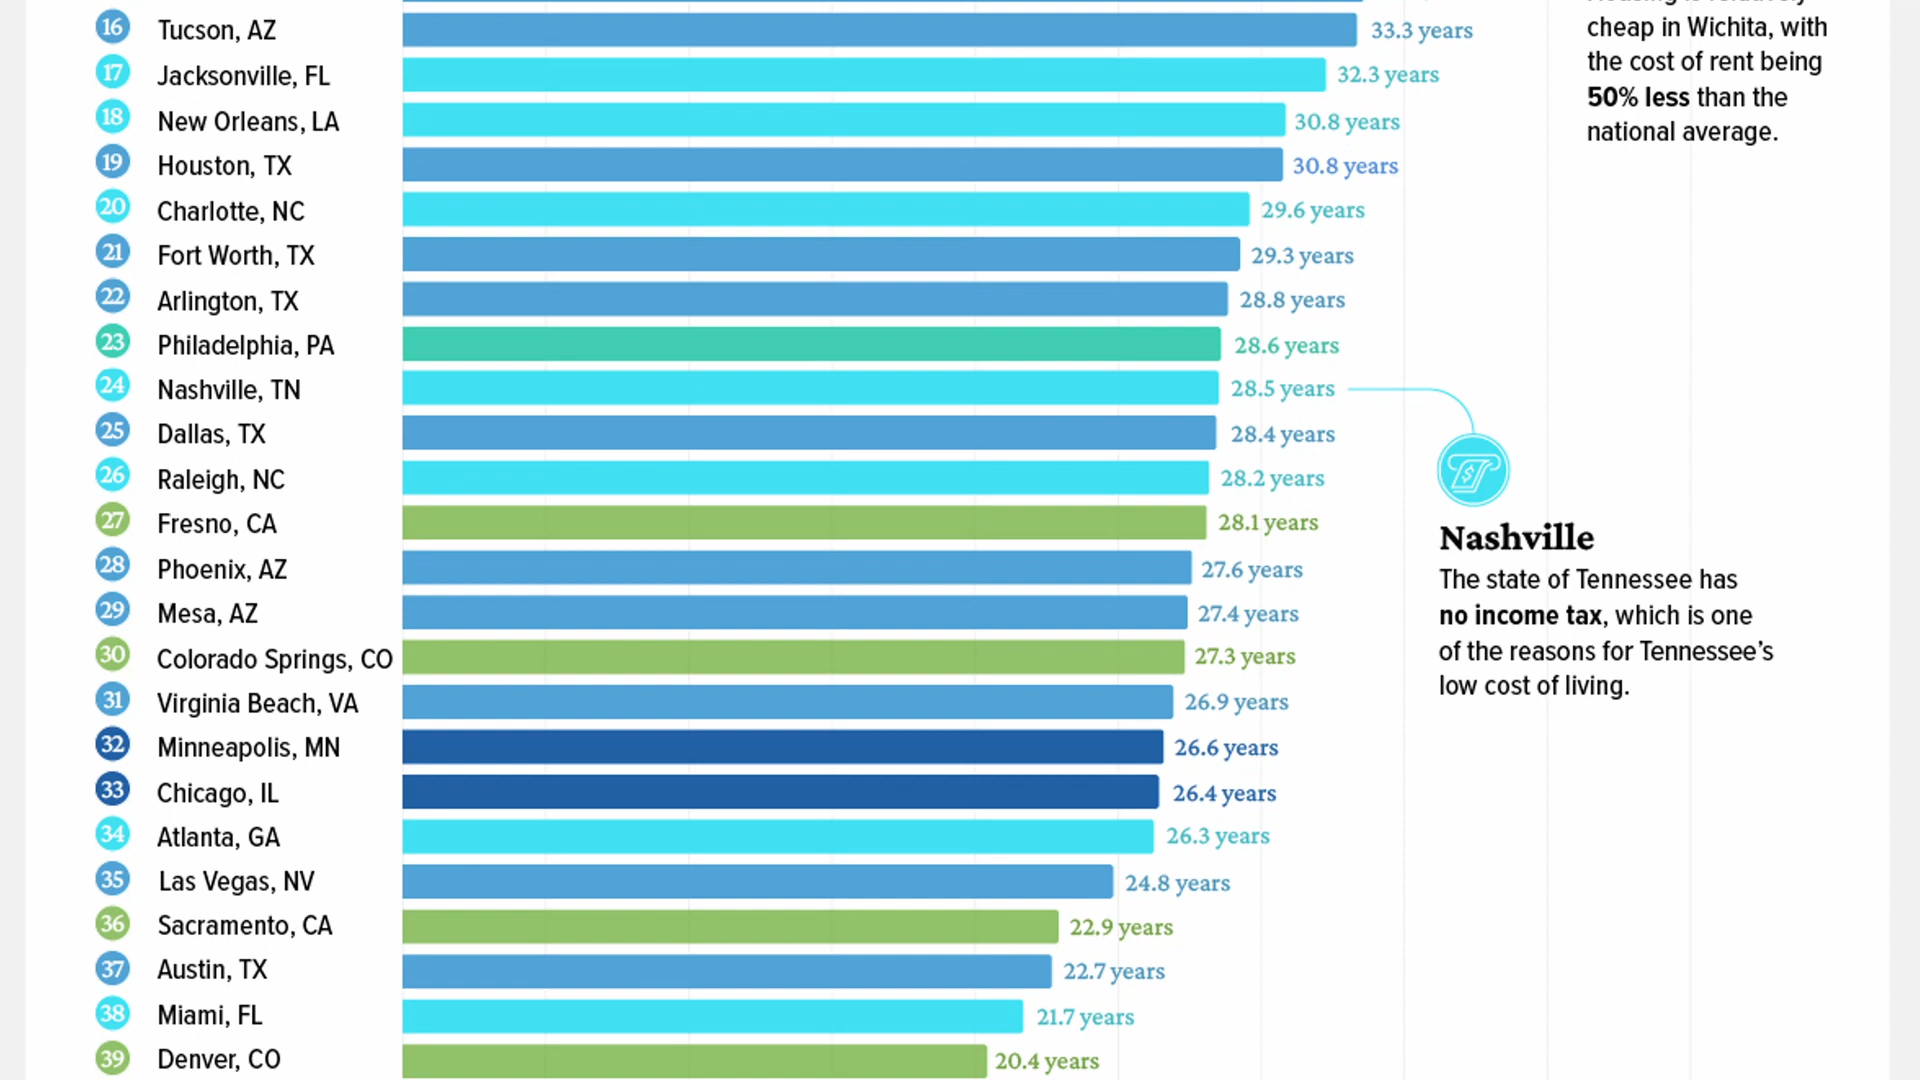 16 Tucson, AZ 33.3 years
17 Jacksonville, FL 32.3 years
18 New Orleans, LA 30.8 years
19 Houston, TX 30.8 years
20 Charlotte, NC 29.6 years
21 Fort Worth, TX 29.3 years
22 Arlington, TX 28.8 years
23 Philadelphia, PA 28.6 years
24 Nashville, TN 28.5 years
25 Dallas, TX 28.4 years
26 Raleigh, NC 28.2 years
27 Fresno, CA 28.1 years
28 Phoenix, AZ 27.6 years
29 Mesa, AZ 27.4 years
30 Colorado Springs, CO 27.3 years
31 Virginia Beach, VA 26.9 years
32 Minneapolis, MN 26.6 years
33 Chicago, IL 26.4 years
34 Atlanta, GA 26.3 years
35 Las Vegas, NV 24.8 years
36 Sacramento, CA 22.9 years
37 Austin, TX 22.7 years
38 Miami, FL 21.7 years
39 Denver, CO 20.4 years
cheap in Wichita, with
the cost of rent being
50% less than the
national average.
$
Nashville
The state of Tennessee has
no income tax, which is one
of the reasons for Tennessee's
low cost of living.